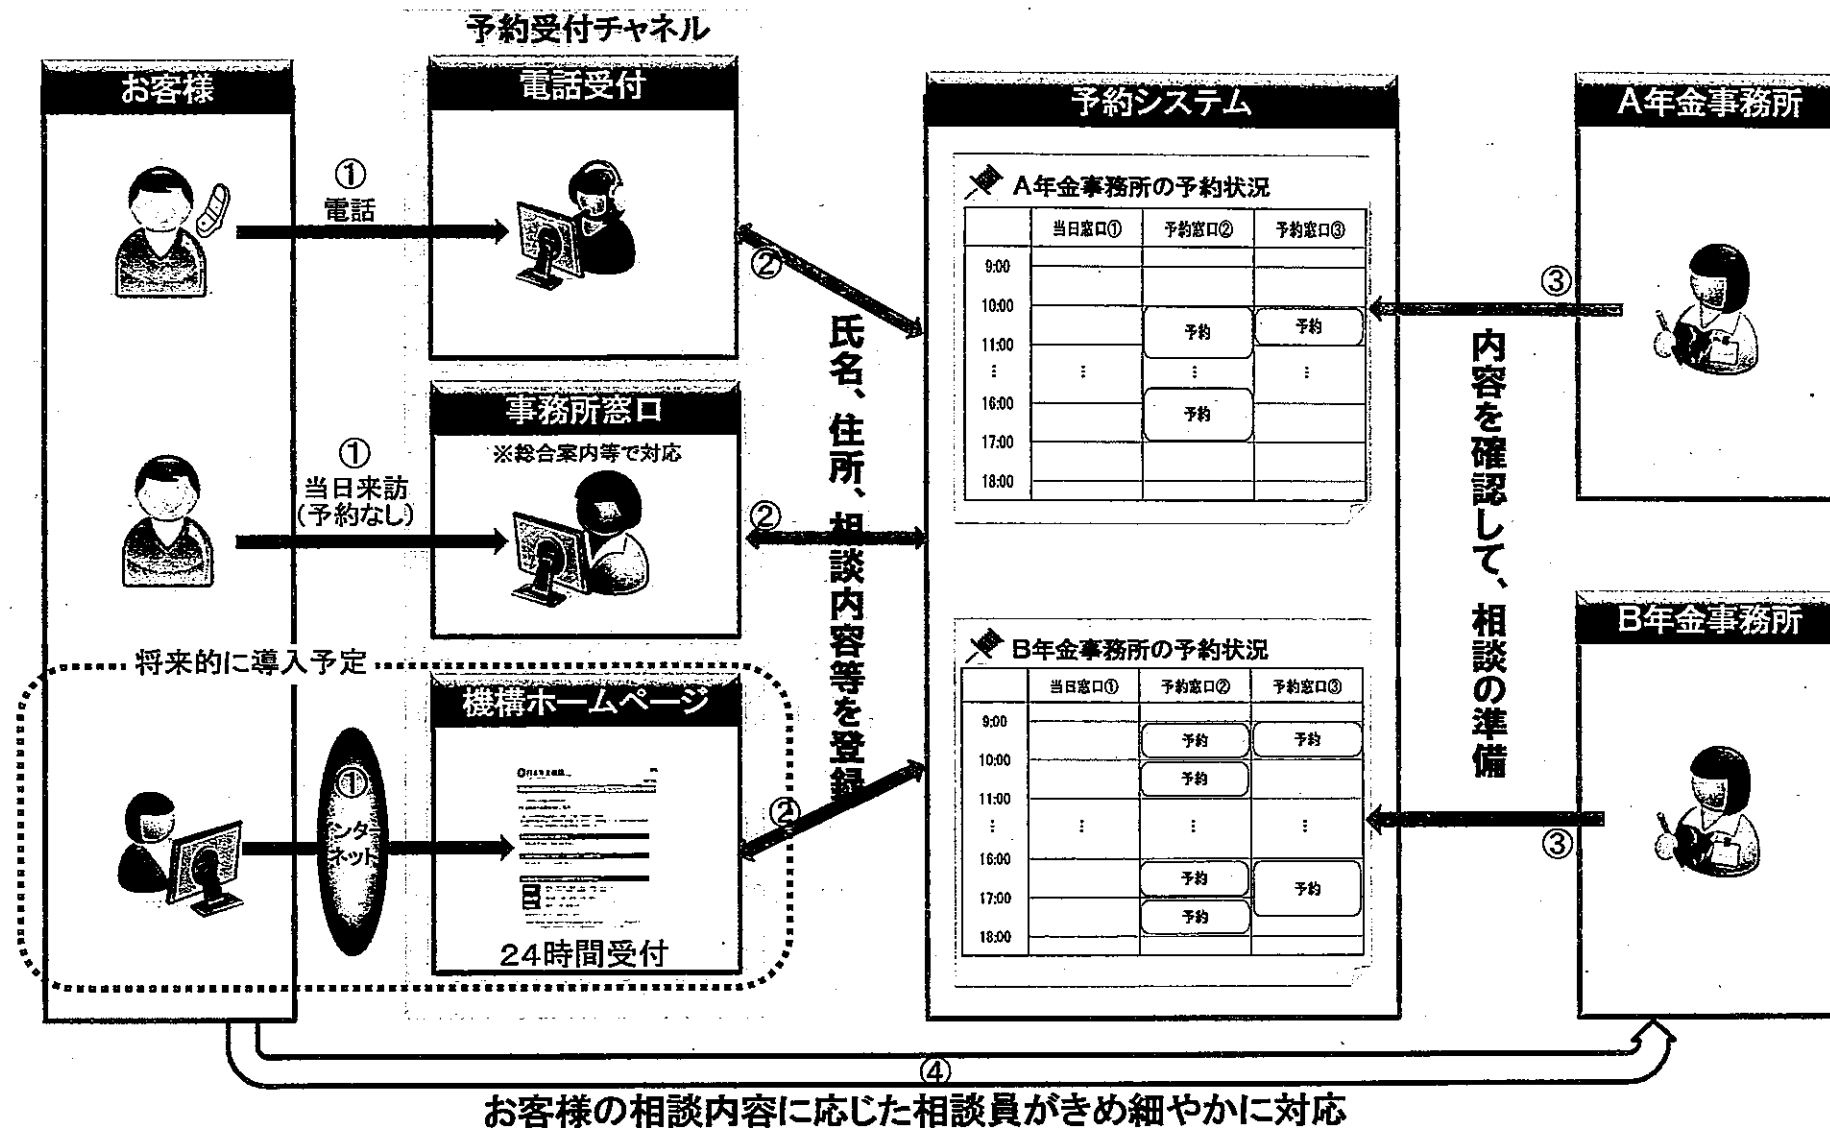 予約受付チャネル
お客様
電話受付
予約システム
A年金事務所
①
電話
②
A年金事務所の予約状況
当日窓口①
予約窓口②
予約窓口③
9:00
10:00
予約
予約
11:00
⋮
⋮
⋮
⋮
16:00
予約
17:00
18:00
③
事務所窓口
※総合案内等で対応
①
当日来訪
(予約なし)
②
氏名、住所、相談内容等を登録
内容を確認して、相談の準備
B年金事務所
将来的に導入予定
機構ホームページ
①
ンター
ネット
24時間受付
②
B年金事務所の予約状況
当日窓口①
予約窓口②
予約窓口③
9:00
予約
予約
10:00
予約
11:00
⋮
⋮
⋮
⋮
16:00
予約
予約
17:00
予約
18:00
③
④
お客様の相談内容に応じた相談員がきめ細やかに対応